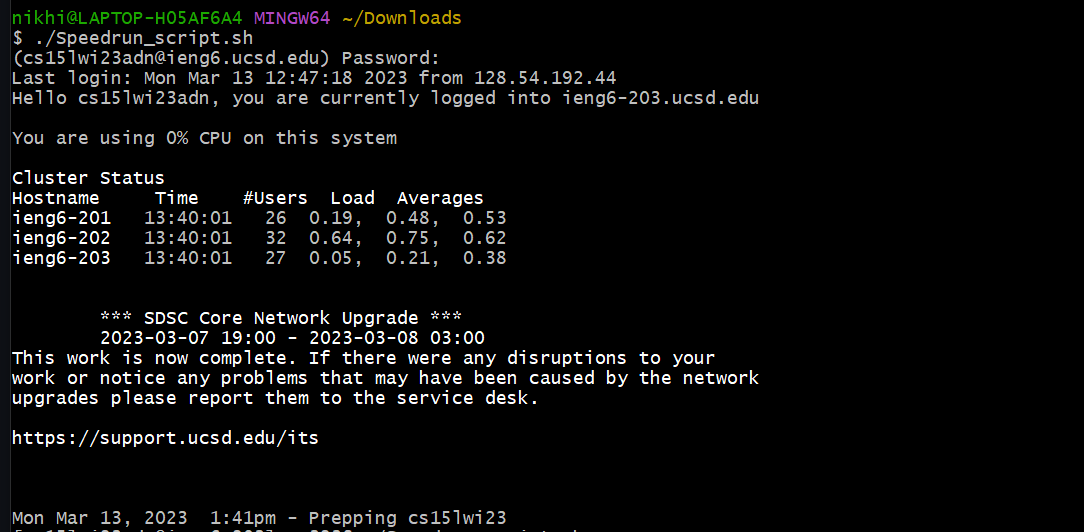 nikhi@LAPTOP-HO5AF6A4 MINGW64 ~/Downloads
$ ./Speedrun_script.sh
(cs15lwi23adn@ieng6.ucsd.edu) Password:
Last login: Mon Mar 13 12:47:18 2023 from 128.54.192.44
Hello cs15lwi23adn, you are currently logged into ieng6-203.ucsd.edu
You are using 0% CPU on this system
Cluster Status
Hostname     Time    #Users  Load  Averages
ieng6-201   13:40:01   26  0.19,  0.48,  0.53
ieng6-202   13:40:01   32  0.64,  0.75,  0.62
ieng6-203   13:40:01   27  0.05,  0.21,  0.38
*** SDSC Core Network Upgrade ***
2023-03-07 19:00 - 2023-03-08 03:00
This work is now complete. If there were any disruptions to your
work or notice any problems that may have been caused by the network
upgrades please report them to the service desk.
https://support.ucsd.edu/its
Mon Mar 13, 2023  1:41pm - Prepping cs15lwi23